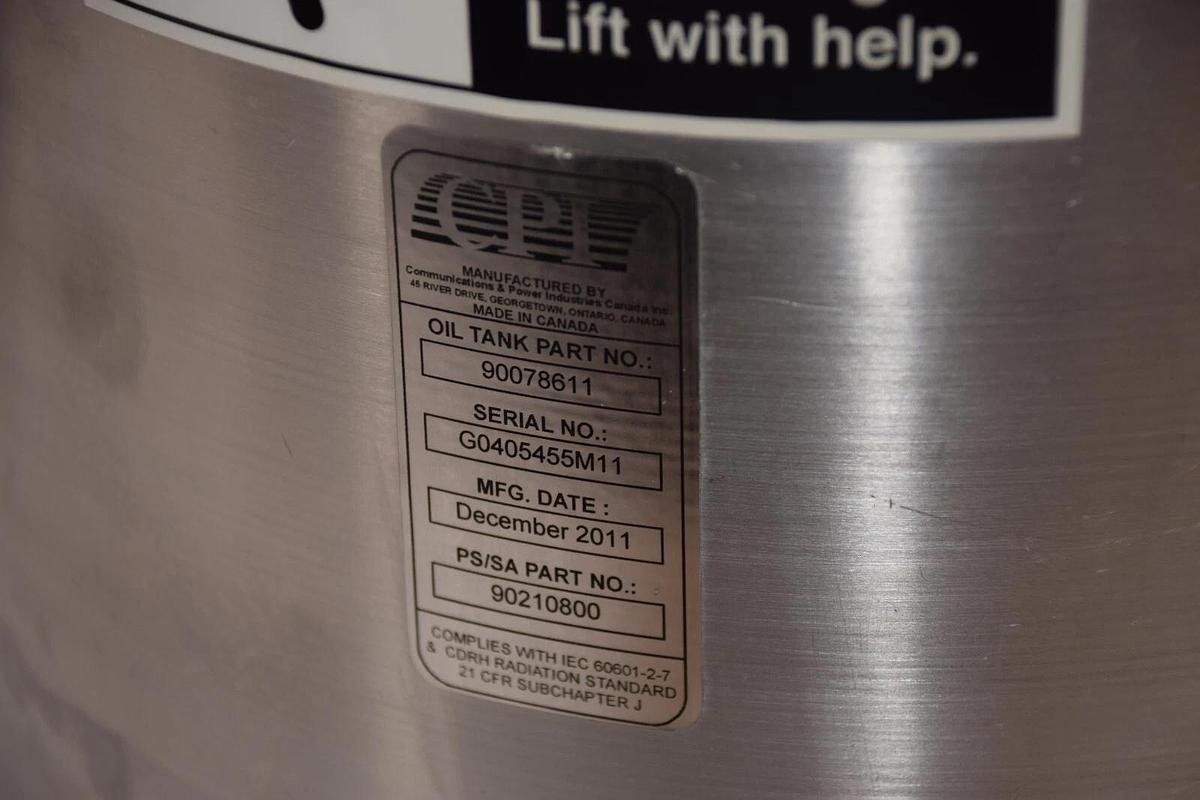 Lift with help.
CPI
MANUFACTURED BY
Communications & Power Industries Canada Inc.
45 RIVER DRIVE, GEORGETOWN, ONTARIO, CANADA
MADE IN CANADA
OIL TANK PART NO.:
90078611
SERIAL NO.:
G0405455M11
MFG. DATE :
December 2011
PS/SA PART NO.:
90210800
COMPLIES WITH IEC 60601-2-7
& CDRH RADIATION STANDARD
21 CFR SUBCHAPTER J